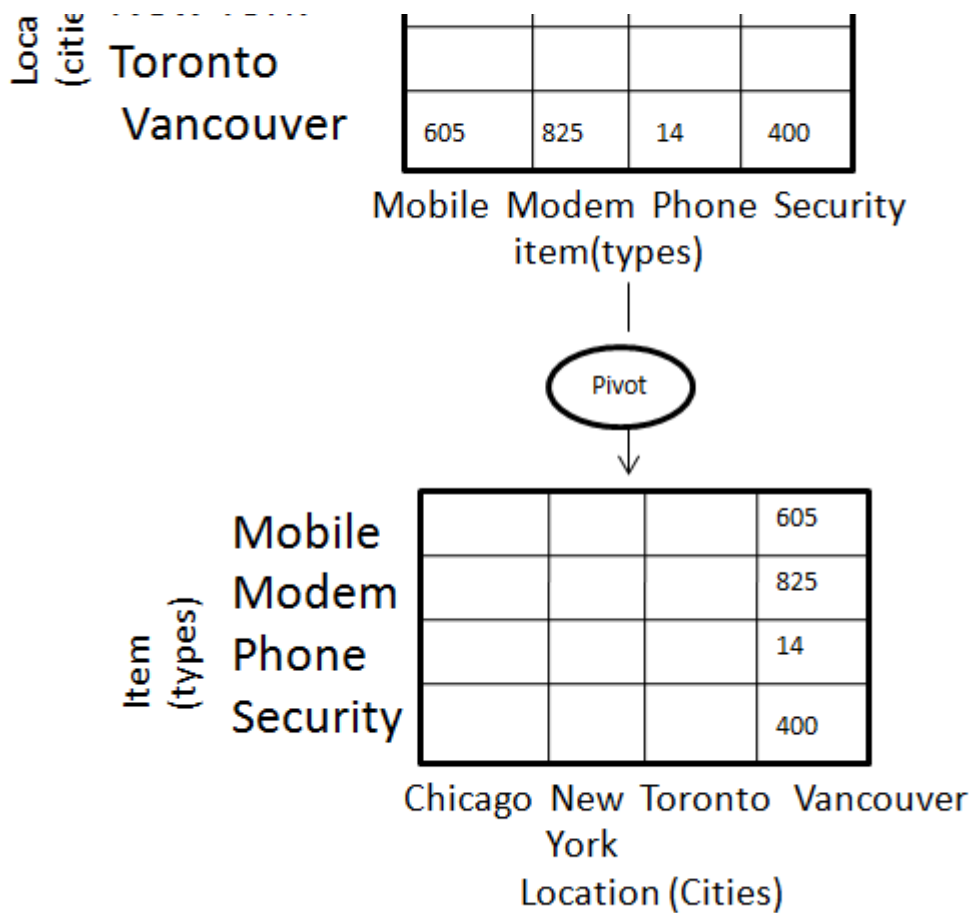 Toronto
Vancouver 605 825 14 400
Mobile Modem Phone Security
item(types)
Pivot
Mobile 605
Modem 825
Phone 14
Security 400
Item
(types)
Chicago New Toronto Vancouver
York
Location (Cities)